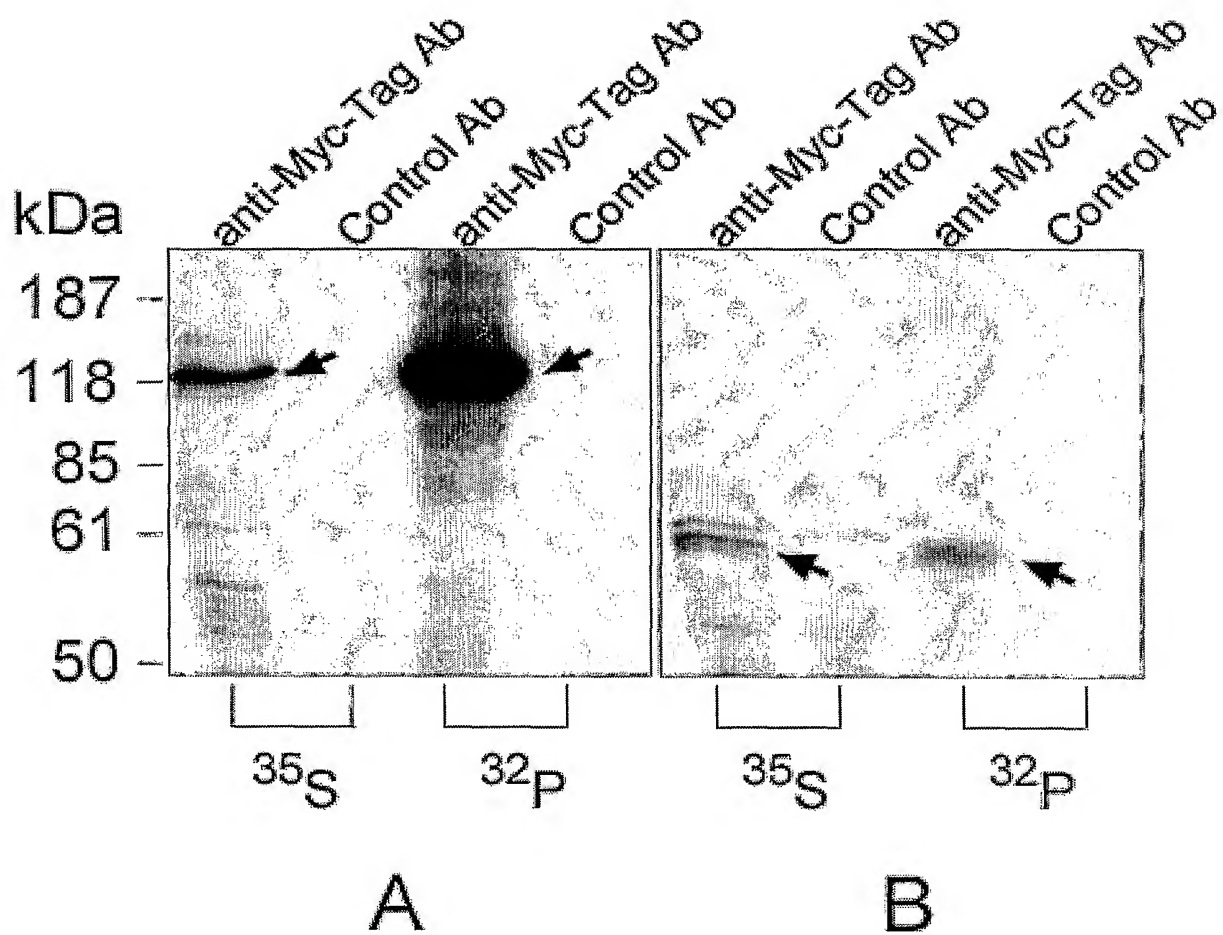 anti-Myc-Tag Ab
Control Ab
anti-Myc-Tag Ab
Control Ab
anti-Myc-Tag Ab
Control Ab
anti-Myc-Tag Ab
Control Ab
kDa
187
118
85
61
50
35S
32P
35S
32P
A
B